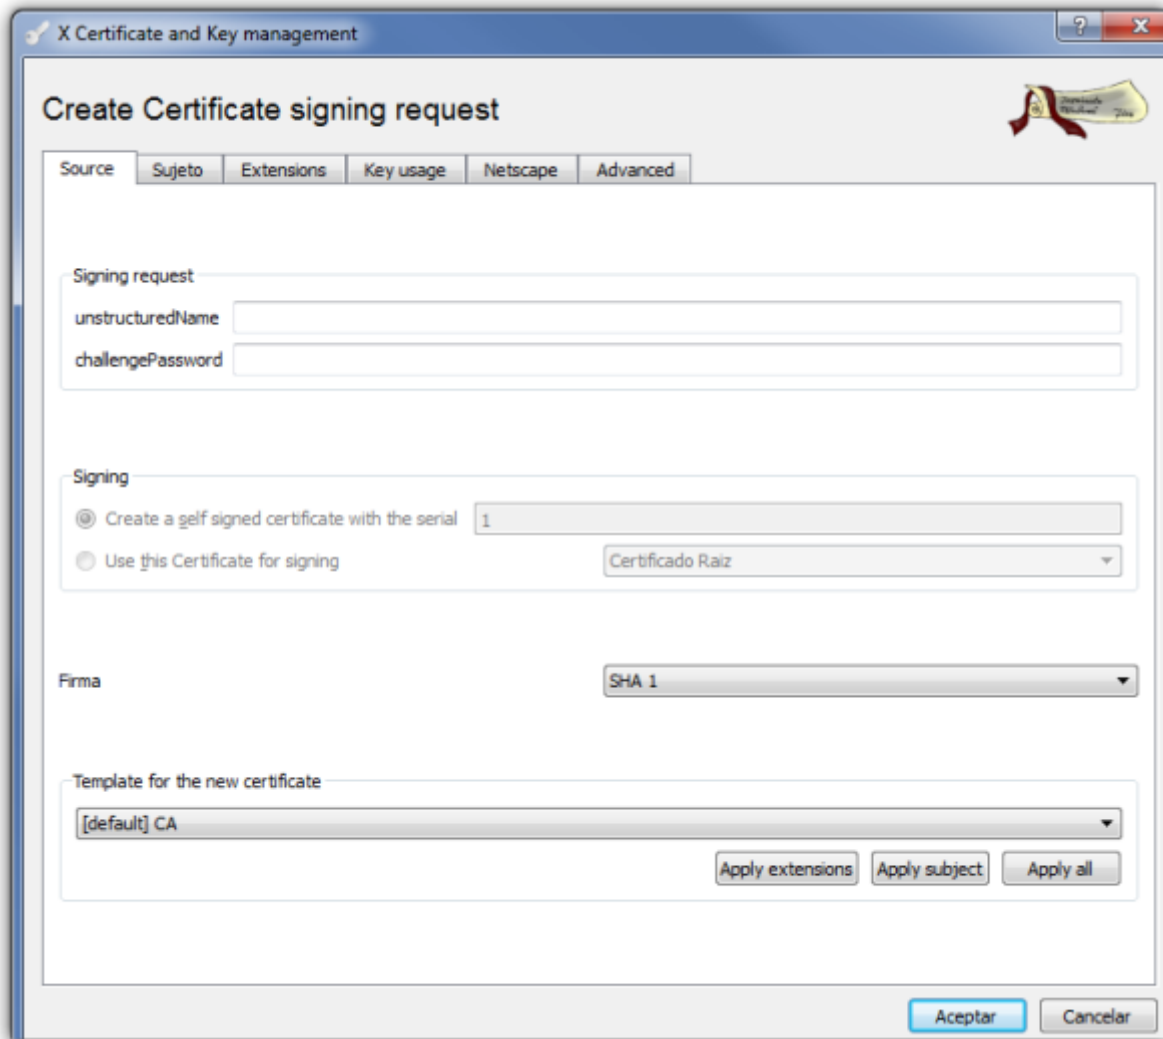 X Certificate and Key management
Create Certificate signing request
Source Sujeto Extensions Key usage Netscape Advanced
Signing request
unstructuredName
challengePassword
Signing
Create a self signed certificate with the serial 1
Use this Certificate for signing Certificado Raiz
Firma SHA 1
Template for the new certificate
[default] CA
Apply extensions Apply subject Apply all
Aceptar Cancelar